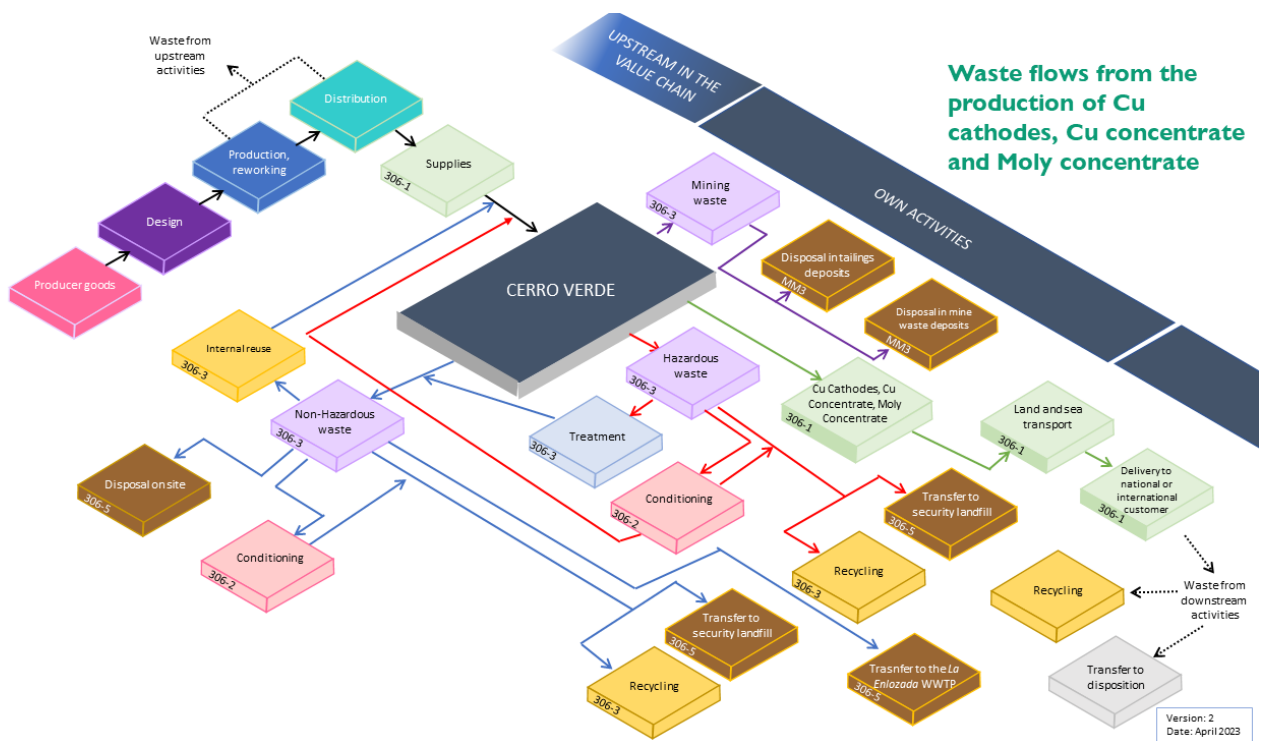 Waste from
upstream
activities
Distribution
Production,
reworking
Supplies
306-1
Design
Producer goods
UPSTREAM IN THE
VALUE CHAIN
OWN ACTIVITIES
Waste flows from the
production of Cu
cathodes, Cu concentrate
and Moly concentrate
Mining
waste
306-3
Disposal in tailings
deposits
MM3
Disposal in mine
waste deposits
MM3
CERRO VERDE
Internal reuse
306-3
Non-Hazardous
waste
306-3
Hazardous
waste
306-3
Treatment
306-3
Cu Cathodes, Cu
Concentrate, Moly
Concentrate
306-1
Land and sea
transport
306-1
Delivery to
national or
international
customer
306-1
Disposal on site
306-5
Conditioning
306-2
Conditioning
306-2
Transfer to
security landfill
306-5
Recycling
306-3
Transfer to
security landfill
306-5
Recycling
306-3
Trasnfer to the La
Enlozada WWTP
306-5
Recycling
Waste from
downstream
activities
Transfer to
disposition
Version: 2
Date: April 2023